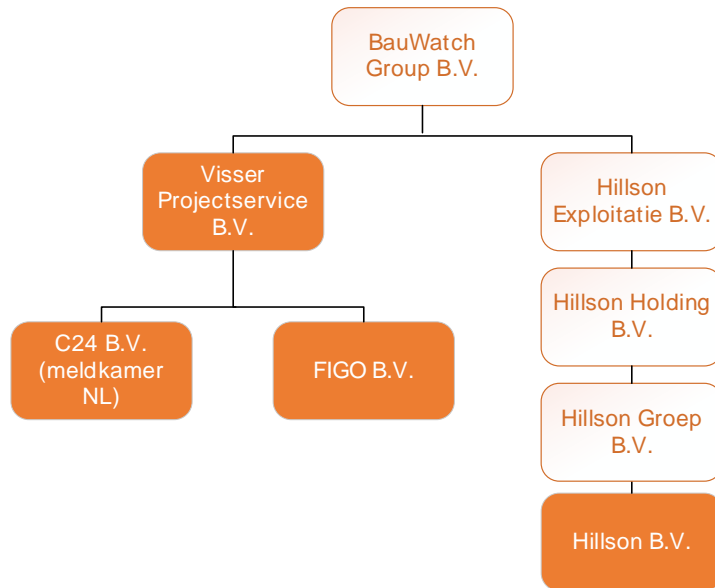 BauWatch
Group B.V.
Visser
Projectservice
B.V.
Hillson
Exploitatie B.V.
C24 B.V.
(meldkamer
NL)
FIGO B.V.
Hillson Holding
B.V.
Hillson Groep
B.V.
Hillson B.V.